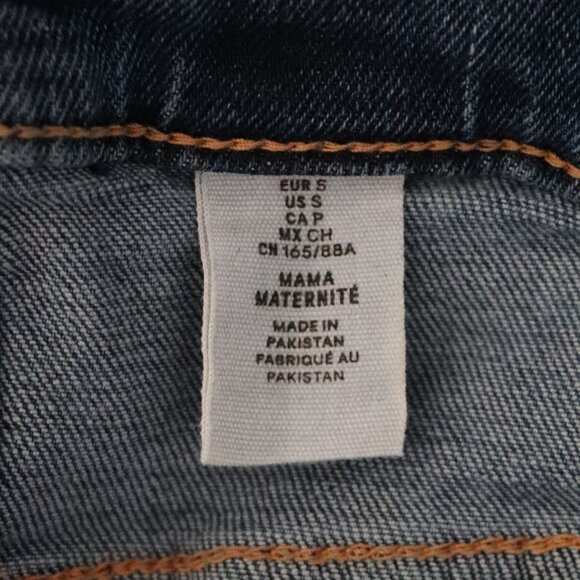 EUR S
US S
CA P
MX CH
CN 165/88A
MAMA
MATERNITÉ
MADE IN
PAKISTAN
FABRIQUÉ AU
PAKISTAN